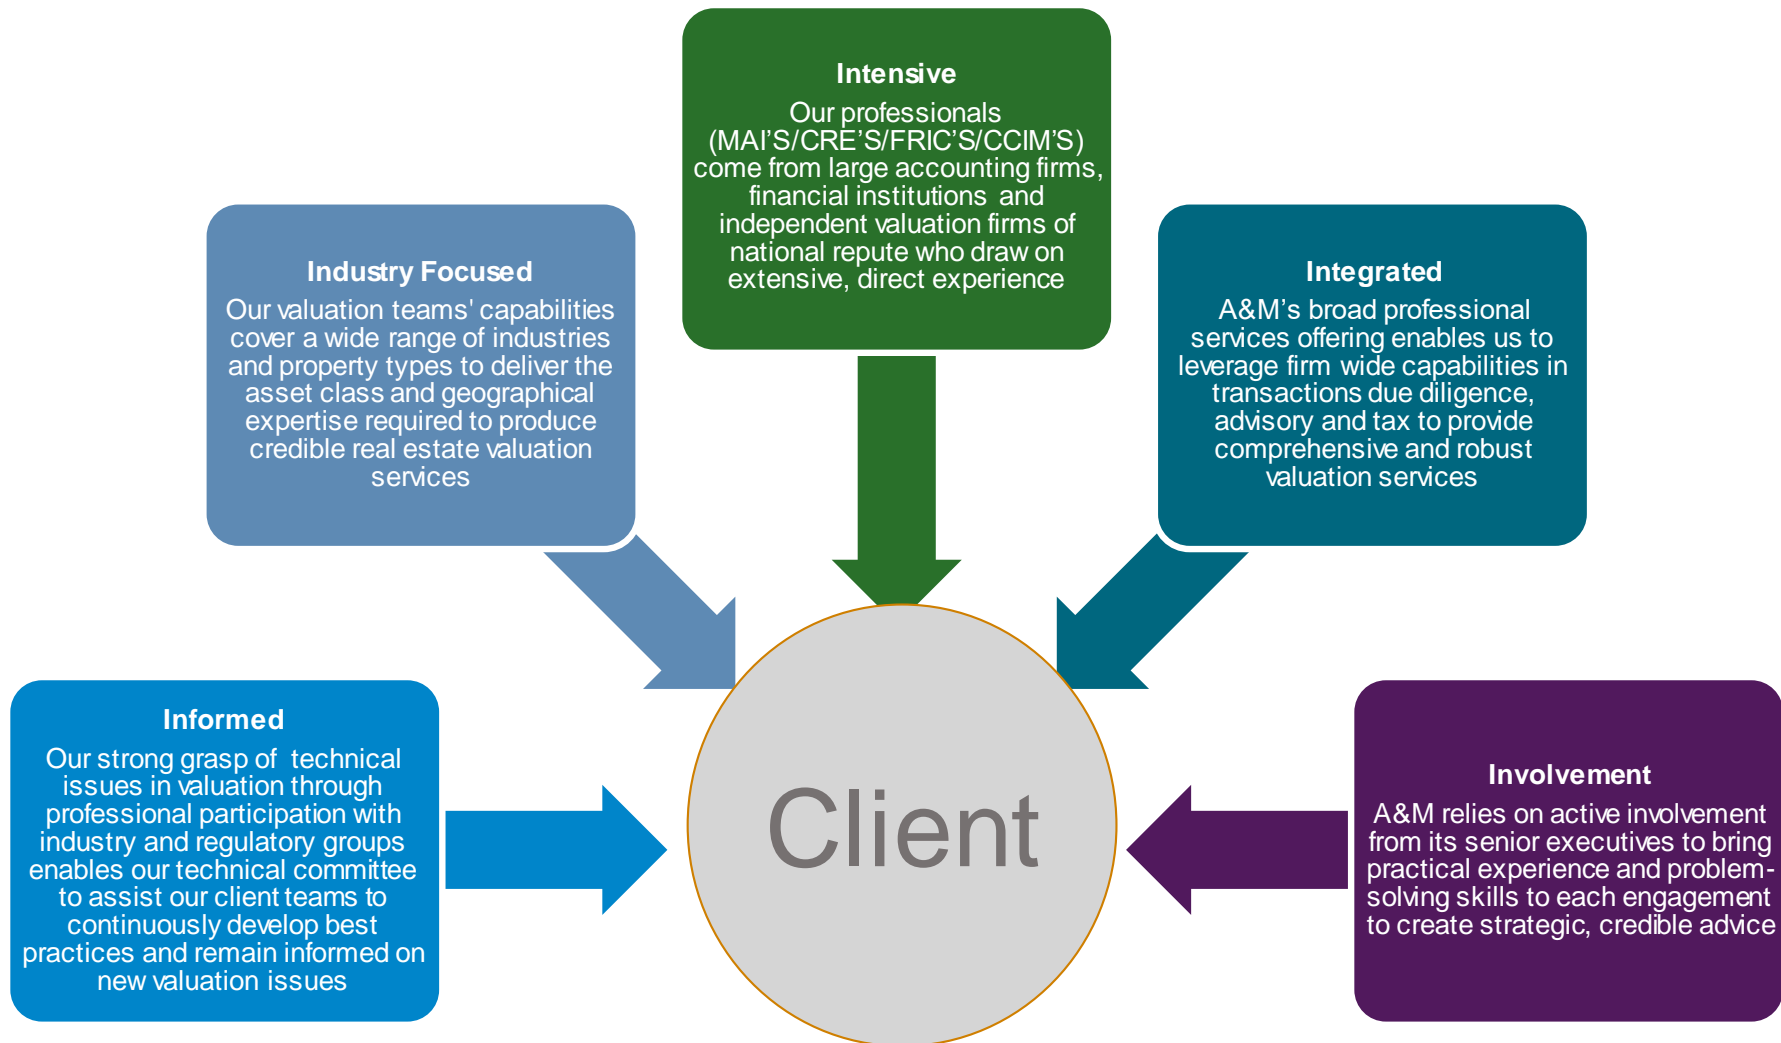 Intensive
Our professionals
(MAI’S/CRE’S/FRIC’S/CCIM’S)
come from large accounting firms,
financial institutions and
independent valuation firms of
national repute who draw on
extensive, direct experience
Industry Focused
Our valuation teams' capabilities
cover a wide range of industries
and property types to deliver the
asset class and geographical
expertise required to produce
credible real estate valuation
services
Integrated
A&M’s broad professional
services offering enables us to
leverage firm wide capabilities in
transactions due diligence,
advisory and tax to provide
comprehensive and robust
valuation services
Informed
Our strong grasp of technical
issues in valuation through
professional participation with
industry and regulatory groups
enables our technical committee
to assist our client teams to
continuously develop best
practices and remain informed on
new valuation issues
Client
Involvement
A&M relies on active involvement
from its senior executives to bring
practical experience and problem-
solving skills to each engagement
to create strategic, credible advice